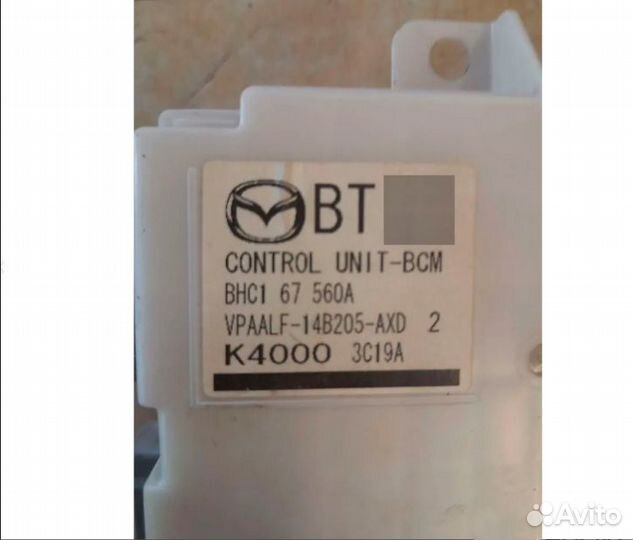 BT
CONTROL UNIT-BCM
BHC1 67 560A
VPAALF-14B205-AXD 2
K4000 3C19A
Avito